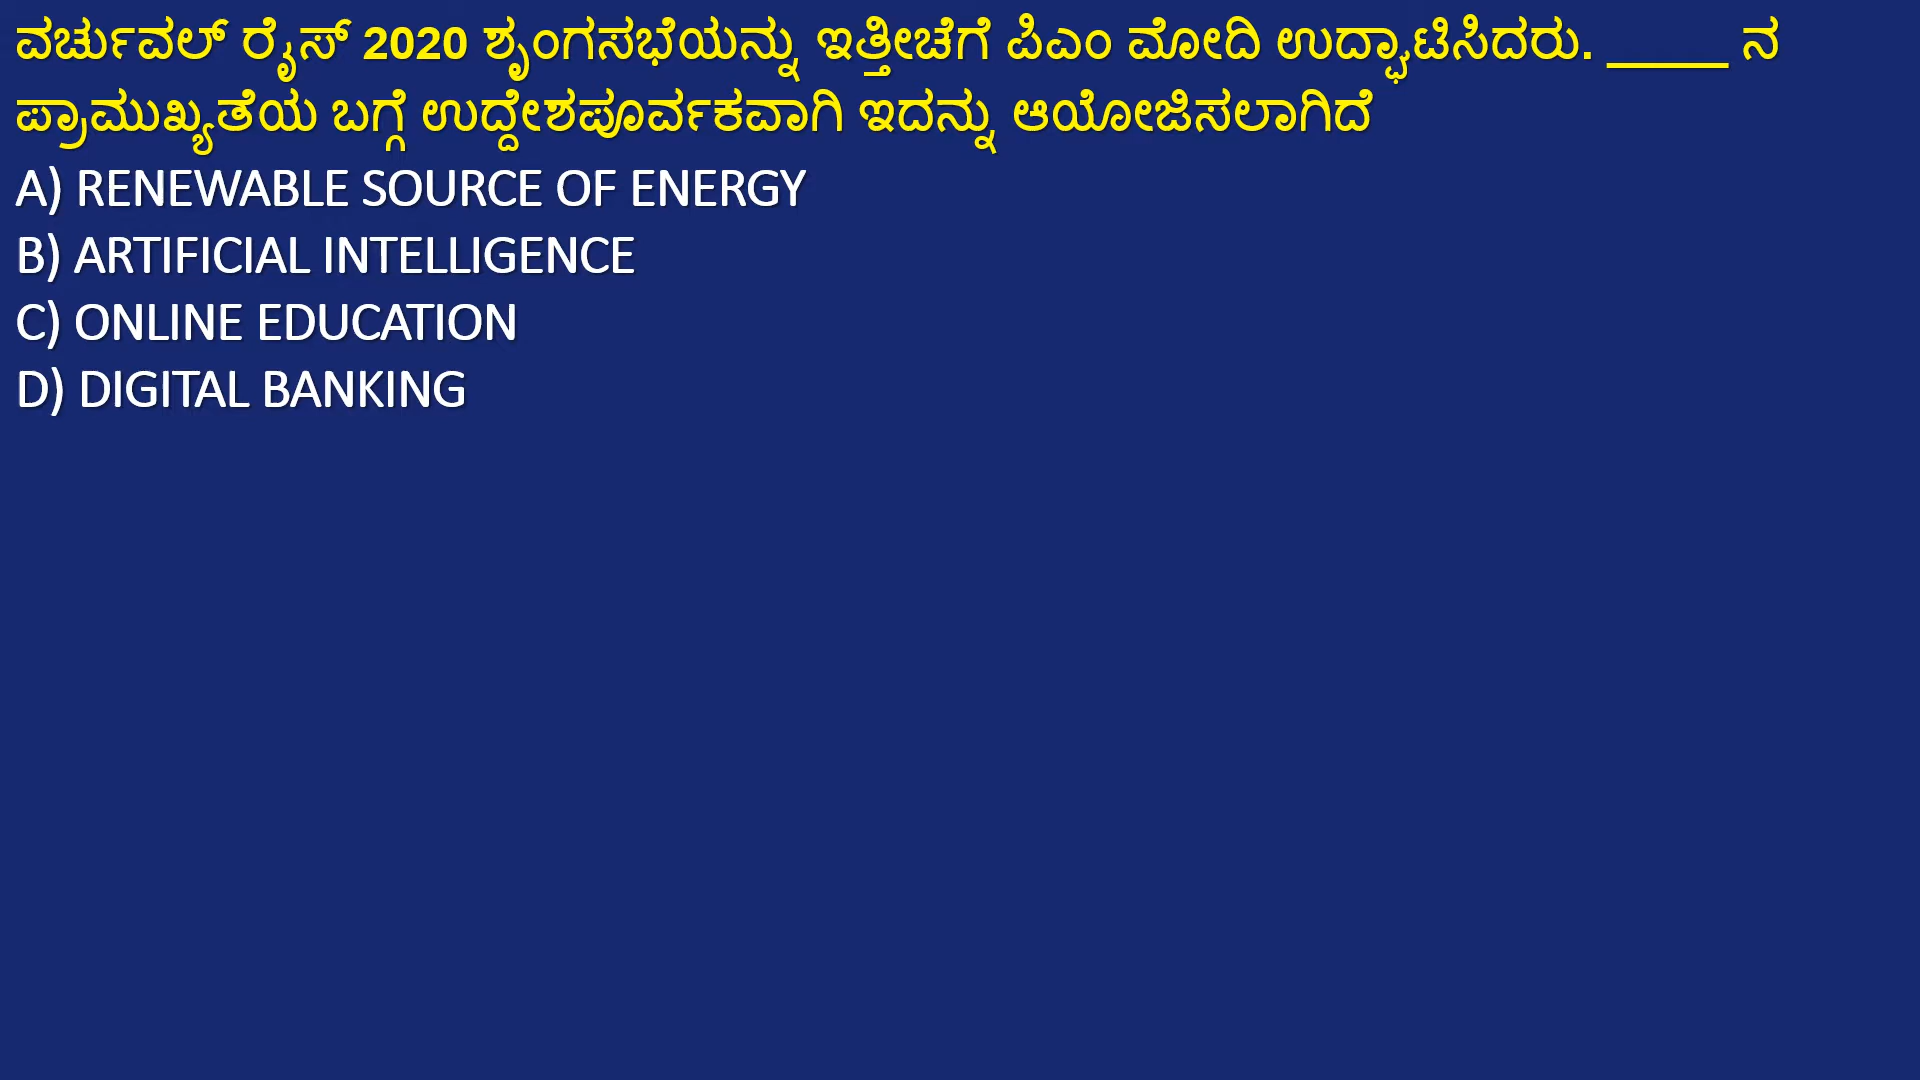 ವರ್ಚುವಲ್ ರೈಸ್ 2020 ಶೃಂಗಸಭೆಯನ್ನು ಇತ್ತೀಚೆಗೆ ಪಿಎಂ ಮೋದಿ ಉದ್ಘಾಟಿಸಿದರು. _____ ನ
ಪ್ರಾಮುಖ್ಯತೆಯ ಬಗ್ಗೆ ಉದ್ದೇಶಪೂರ್ವಕವಾಗಿ ಇದನ್ನು ಆಯೋಜಿಸಲಾಗಿದೆ
A) RENEWABLE SOURCE OF ENERGY
B) ARTIFICIAL INTELLIGENCE
C) ONLINE EDUCATION
D) DIGITAL BANKING